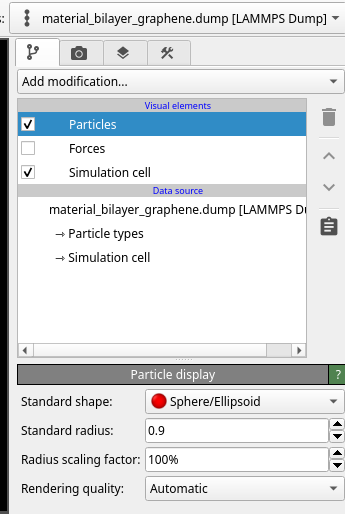 : material_bilayer_graphene.dump [LAMMPS Dump]
Add modification...
Visual elements
Particles
Forces
Simulation cell
Data source
material_bilayer_graphene.dump [LAMMPS Du
→ Particle types
→ Simulation cell
Particle display ?
Standard shape: Sphere/Ellipsoid
Standard radius: 0.9
Radius scaling factor: 100%
Rendering quality: Automatic